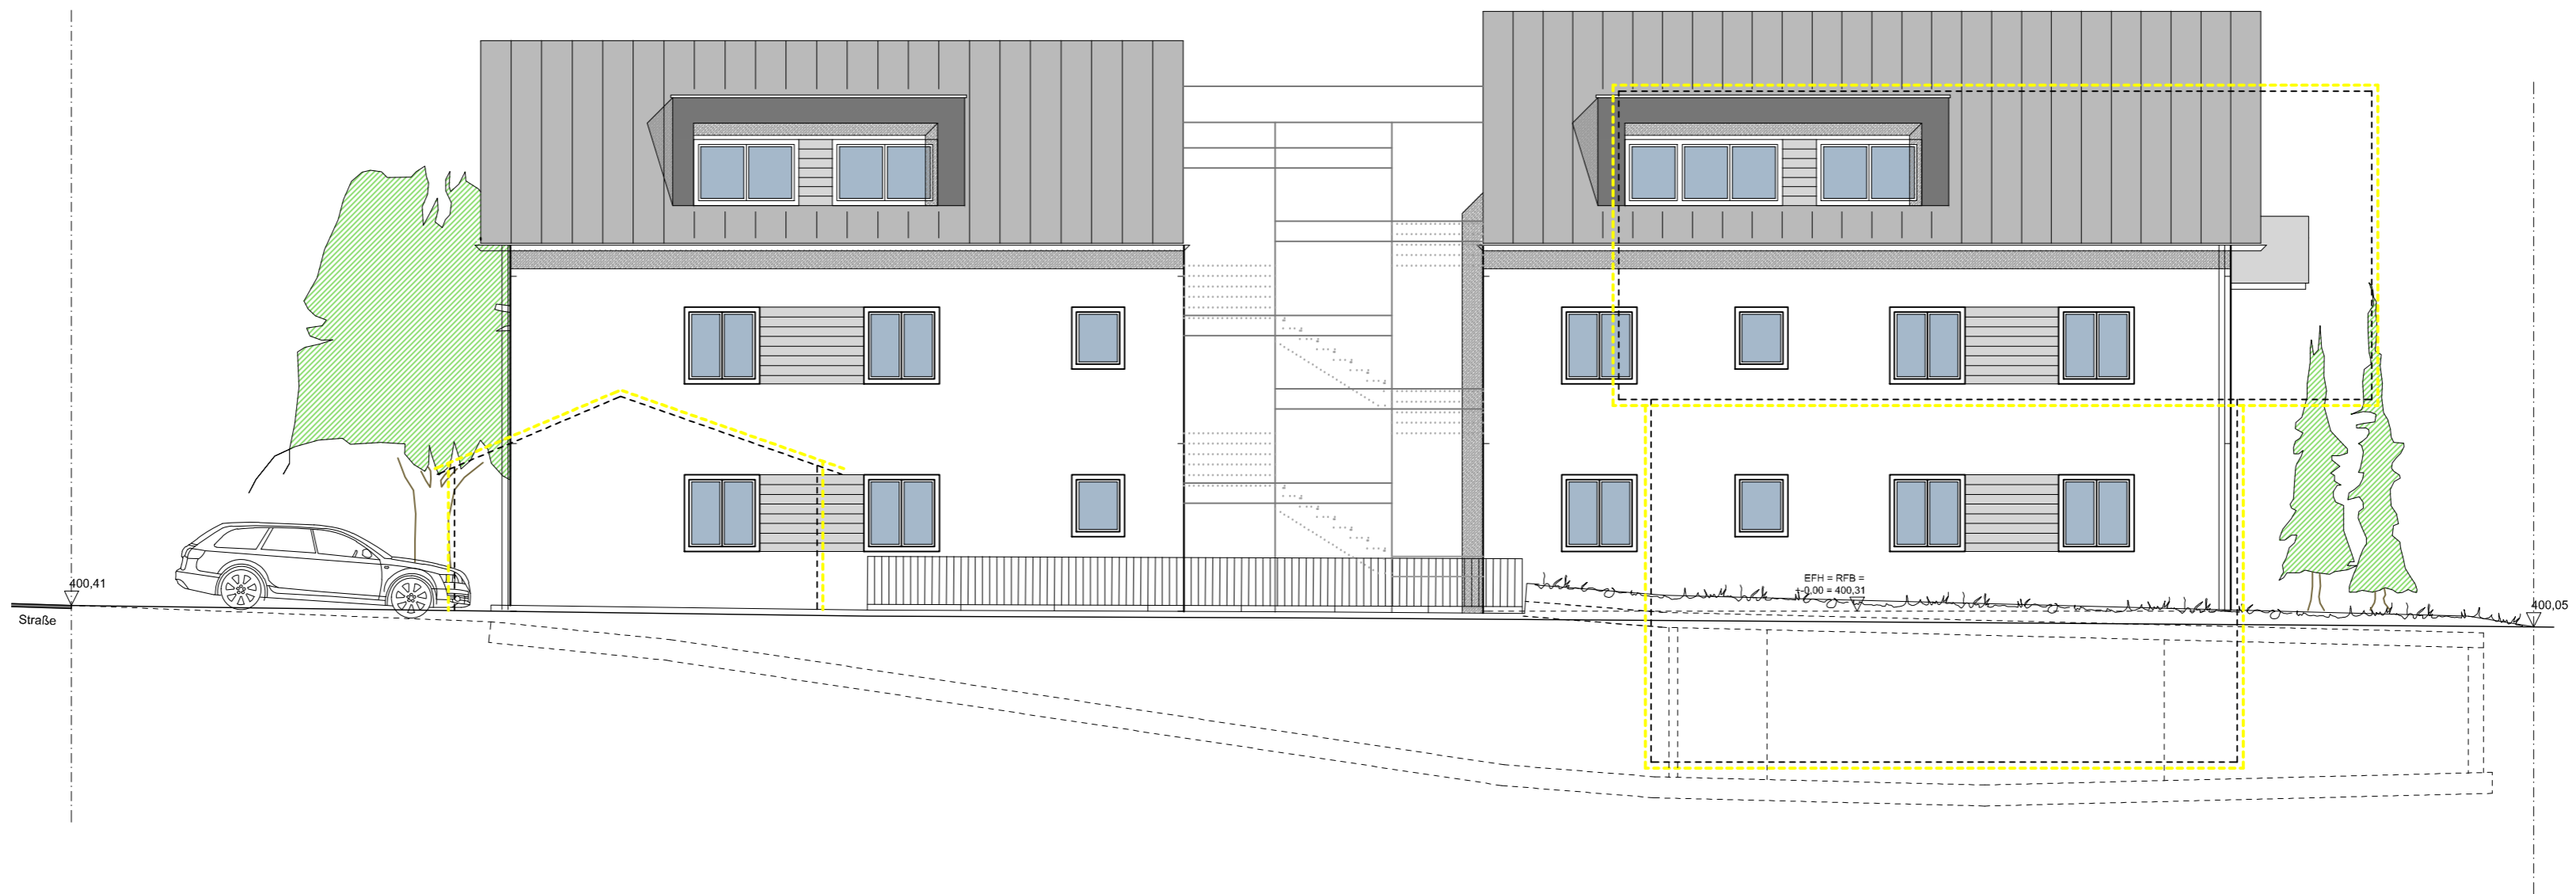 400,41
Straße
EFH = RFB =
+-0.00 = 400,31
400,05